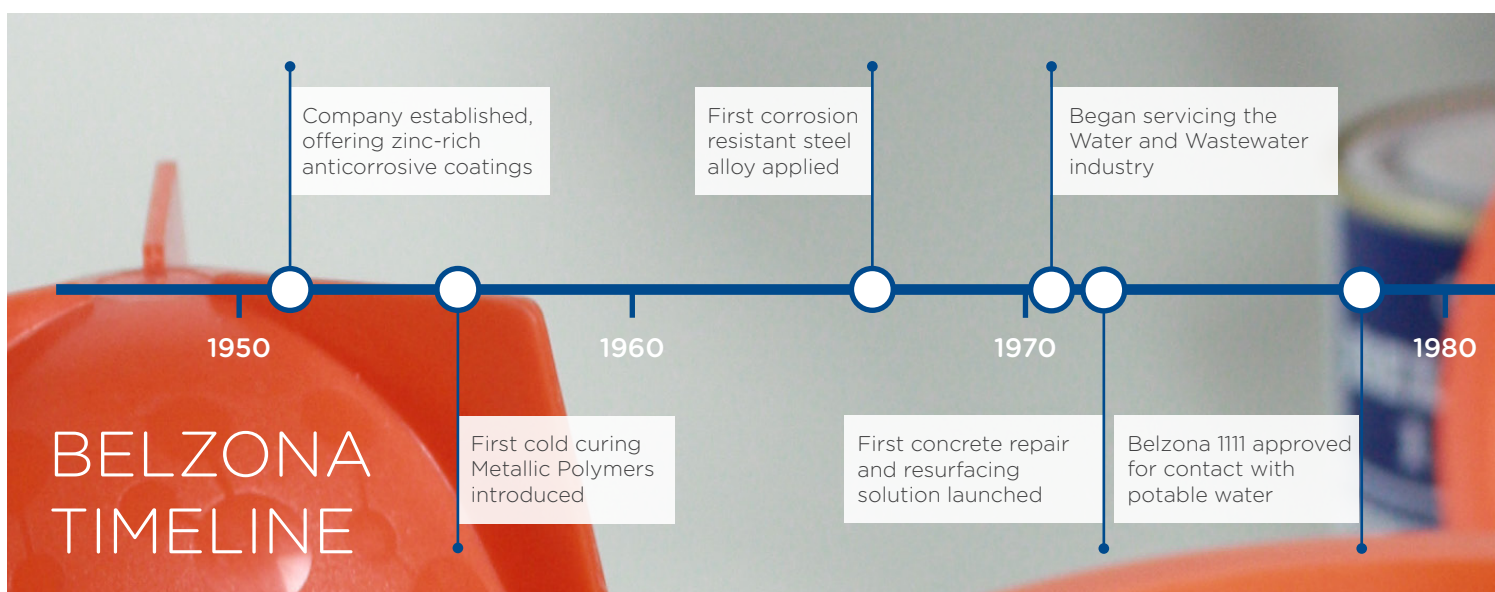 Company established,
offering zinc-rich
anticorrosive coatings
First corrosion
resistant steel
alloy applied
Began servicing the
Water and Wastewater
industry
1950
1960
1970
1980
BELZONA
TIMELINE
First cold curing
Metallic Polymers
introduced
First concrete repair
and resurfacing
solution launched
Belzona 1111 approved
for contact with
potable water